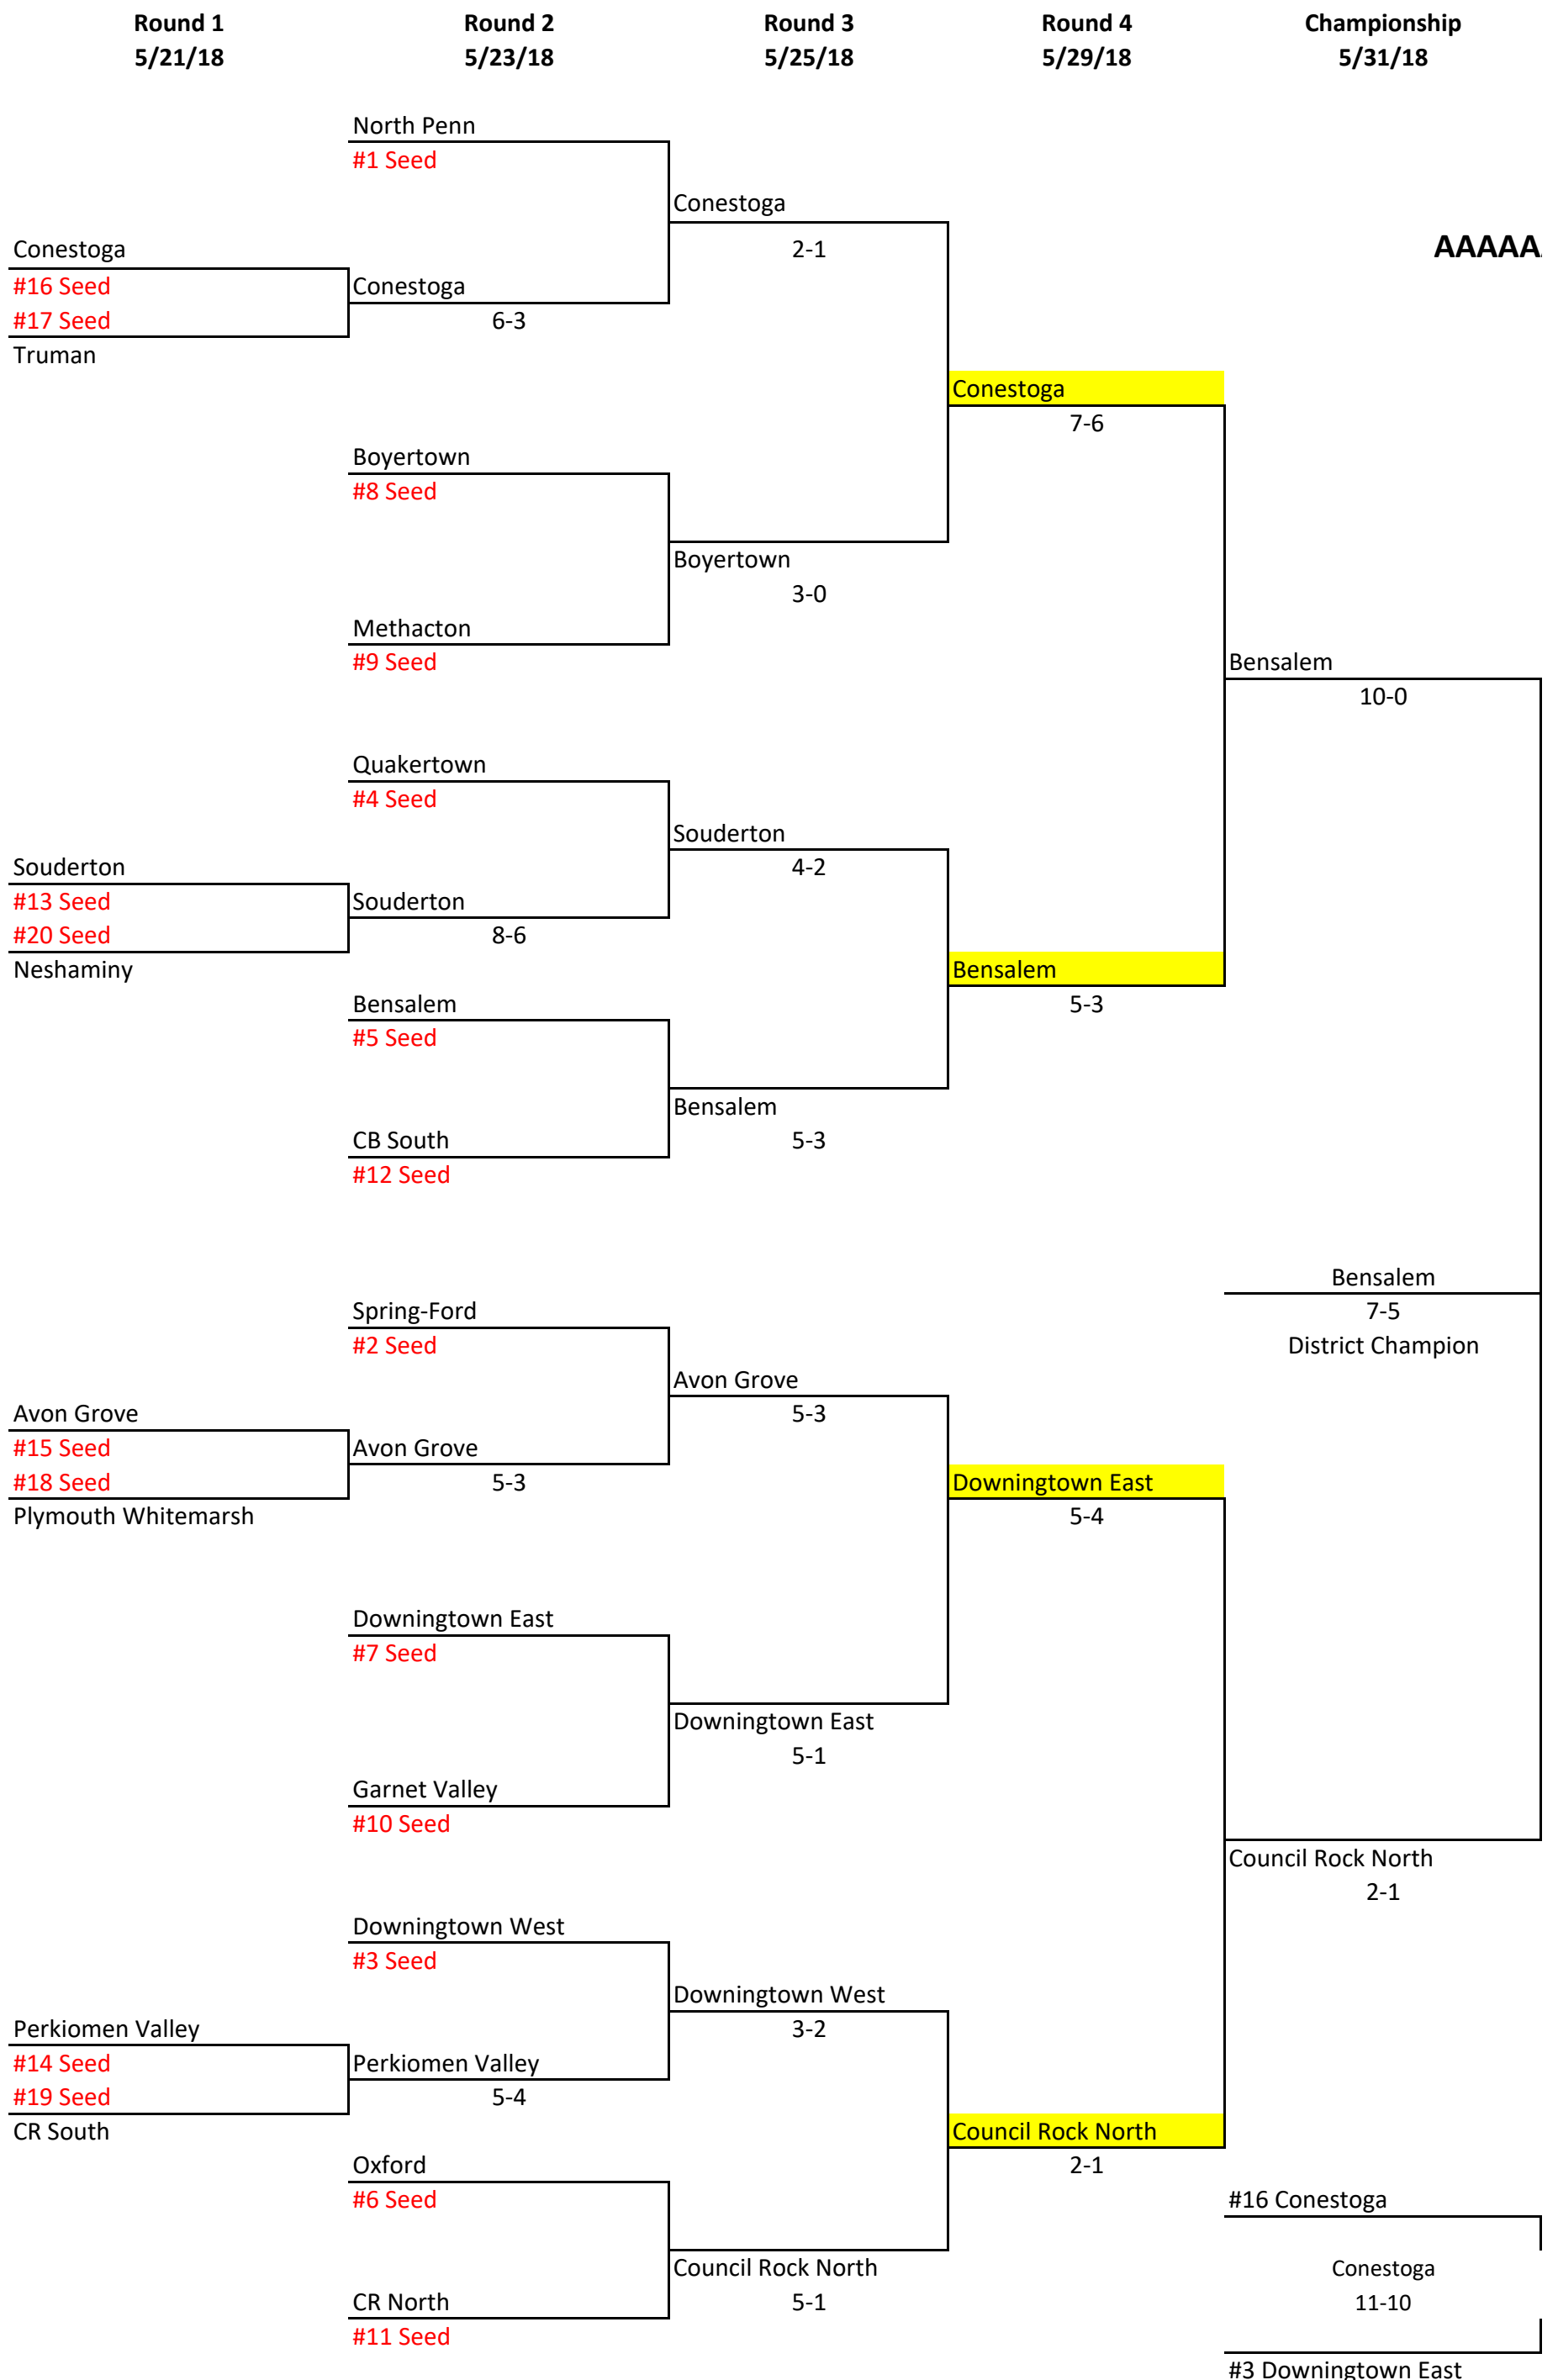 Round 1
5/21/18
Round 2
5/23/18
Round 3
5/25/18
Round 4
5/29/18
Championship
5/31/18
North Penn
#1 Seed
Conestoga
2-1
Conestoga
#16 Seed
#17 Seed
Truman
Conestoga
6-3
AAAAA
Conestoga
7-6
Boyertown
#8 Seed
Boyertown
3-0
Methacton
#9 Seed
Bensalem
10-0
Quakertown
#4 Seed
Souderton
4-2
Souderton
#13 Seed
#20 Seed
Neshaminy
Souderton
8-6
Bensalem
5-3
Bensalem
#5 Seed
Bensalem
5-3
CB South
#12 Seed
Bensalem
7-5
District Champion
Spring-Ford
#2 Seed
Avon Grove
5-3
Avon Grove
#15 Seed
#18 Seed
Plymouth Whitemarsh
Avon Grove
5-3
Downingtown East
5-4
Downingtown East
#7 Seed
Downingtown East
5-1
Garnet Valley
#10 Seed
Council Rock North
2-1
Downingtown West
#3 Seed
Downingtown West
3-2
Perkiomen Valley
#14 Seed
#19 Seed
CR South
Perkiomen Valley
5-4
Council Rock North
2-1
Oxford
#6 Seed
Council Rock North
5-1
CR North
#11 Seed
#16 Conestoga
Conestoga
11-10
#3 Downingtown East